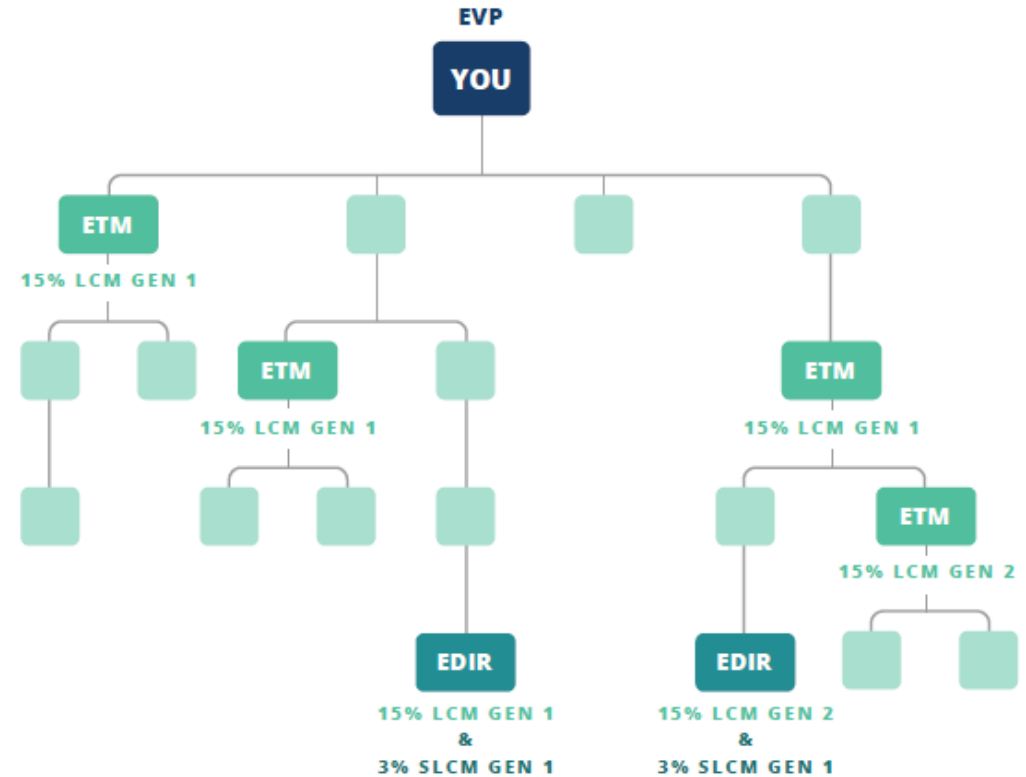 EVP
YOU
ETM
15% LCM GEN 1
ETM
ETM
15% LCM GEN 1
15% LCM GEN 1
ETM
15% LCM GEN 2
EDIR
EDIR
15% LCM GEN 1
&
3% SLCM GEN 1
15% LCM GEN 2
&
3% SLCM GEN 1